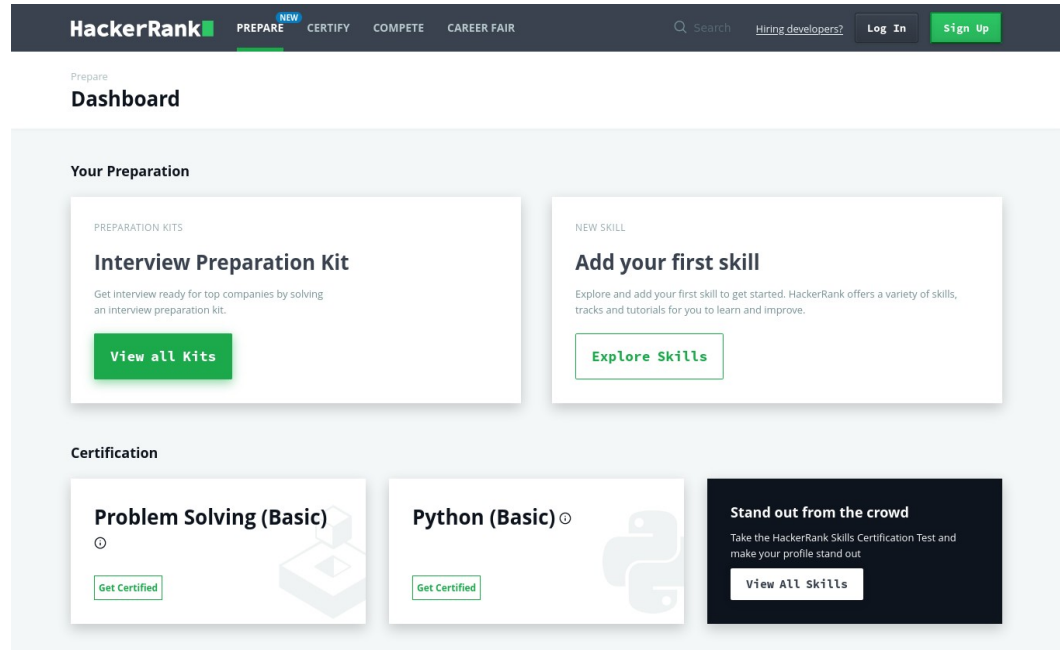 HackerRank PREPARE NEW CERTIFY COMPETE CAREER FAIR Search Hiring developers? Log In Sign Up
Prepare
Dashboard
Your Preparation
PREPARATION KITS
Interview Preparation Kit
Get interview ready for top companies by solving
an interview preparation kit.
View all Kits
NEW SKILL
Add your first skill
Explore and add your first skill to get started. HackerRank offers a variety of skills,
tracks and tutorials for you to learn and improve.
Explore Skills
Certification
Problem Solving (Basic)
Get Certified
Python (Basic)
Get Certified
Stand out from the crowd
Take the HackerRank Skills Certification Test and
make your profile stand out
View All Skills